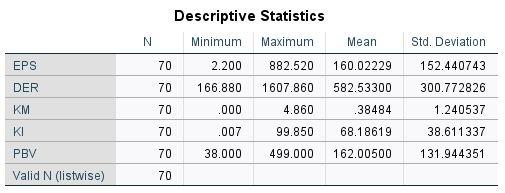 Descriptive Statistics
N Minimum Maximum Mean Std. Deviation
EPS 70 2.200 882.520 160.02229 152.440743
DER 70 166.880 1607.860 582.53300 300.772826
KM 70 .000 4.860 .38484 1.240537
KI 70 .007 99.850 68.18619 38.611337
PBV 70 38.000 499.000 162.00500 131.944351
Valid N (listwise) 70